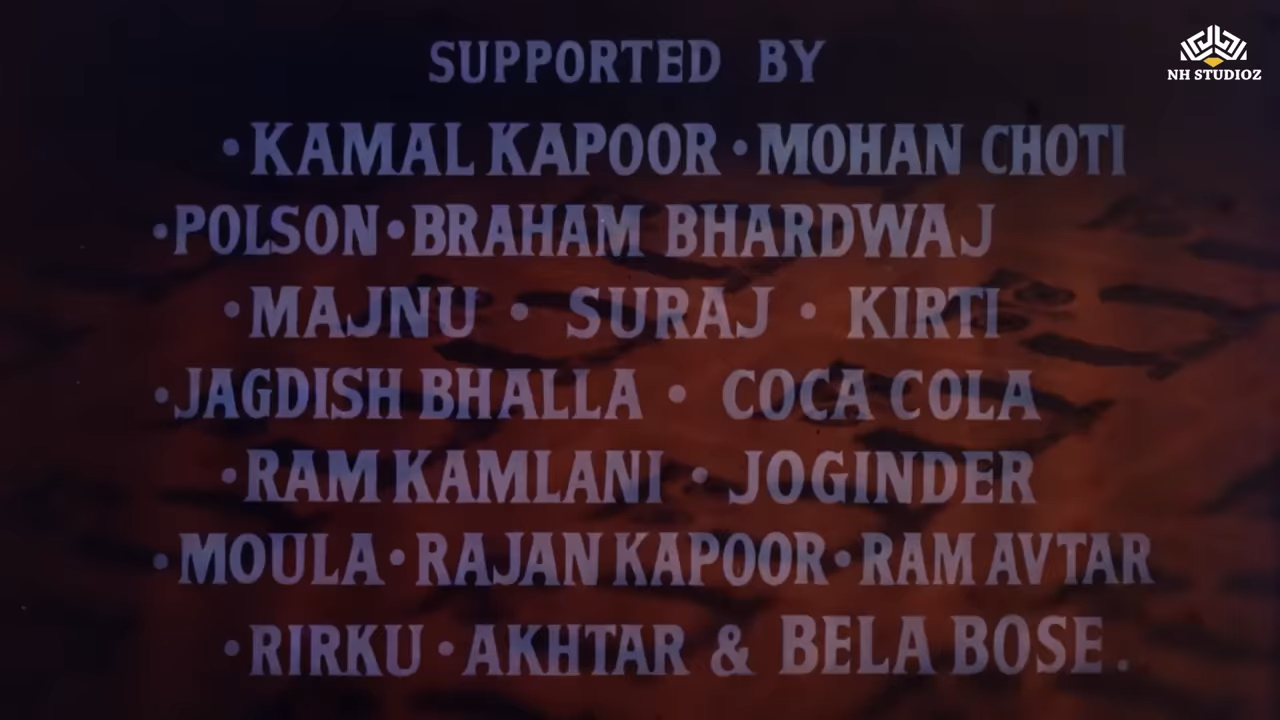 SUPPORTED BY
NH STUDIOZ
• KAMAL KAPOOR • MOHAN CHOTI
• POLSON • BRAHAM BHARDWAJ
• MAJNU • SURAJ • KIRTI
• JAGDISH BHALLA • COCA COLA
• RAM KAMLANI • JOGINDER
• MOULA • RAJAN KAPOOR • RAM AVTAR
• RIRKU • AKHTAR & BELA BOSE.